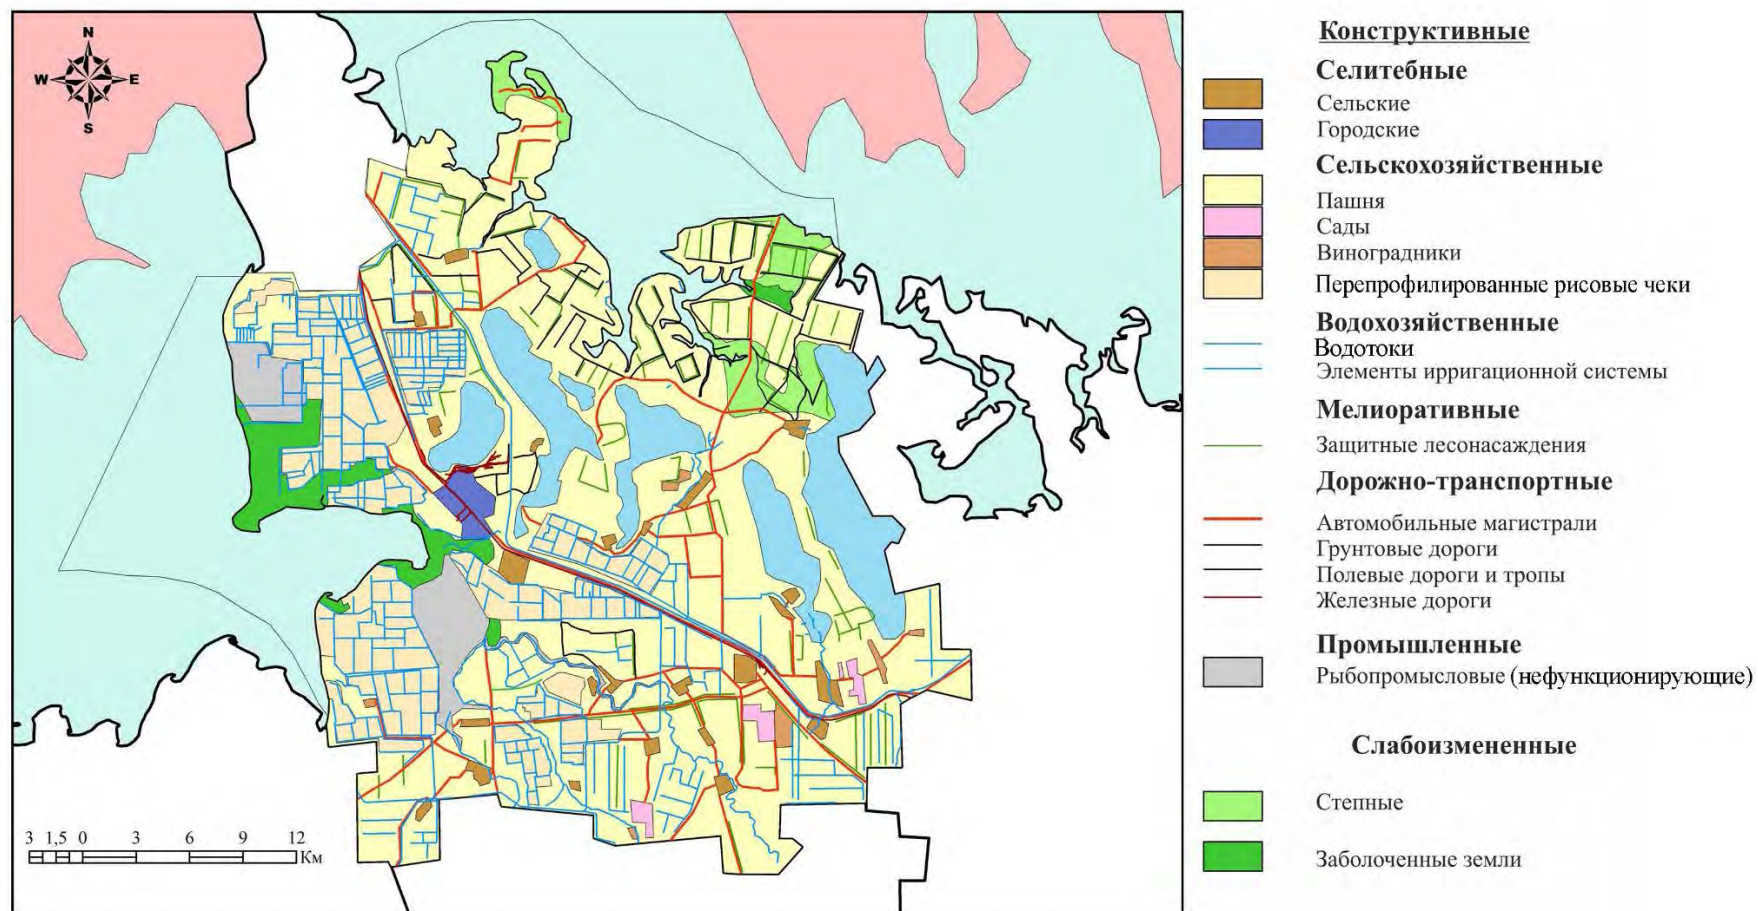 N
W E
S
Конструктивные
Селитебные
Сельские
Городские
Сельскохозяйственные
Пашня
Сады
Виноградники
Перепрофилированные рисовые чеки
Водохозяйственные
Водотоки
Элементы ирригационной системы
Мелиоративные
Защитные лесонасаждения
Дорожно-транспортные
Автомобильные магистрали
Грунтовые дороги
Полевые дороги и тропы
Железные дороги
Промышленные
Рыбопромысловые (нефункционирующие)
Слабоизмененные
Степные
Заболоченные земли
3 1,5 0 3 6 9 12
Км